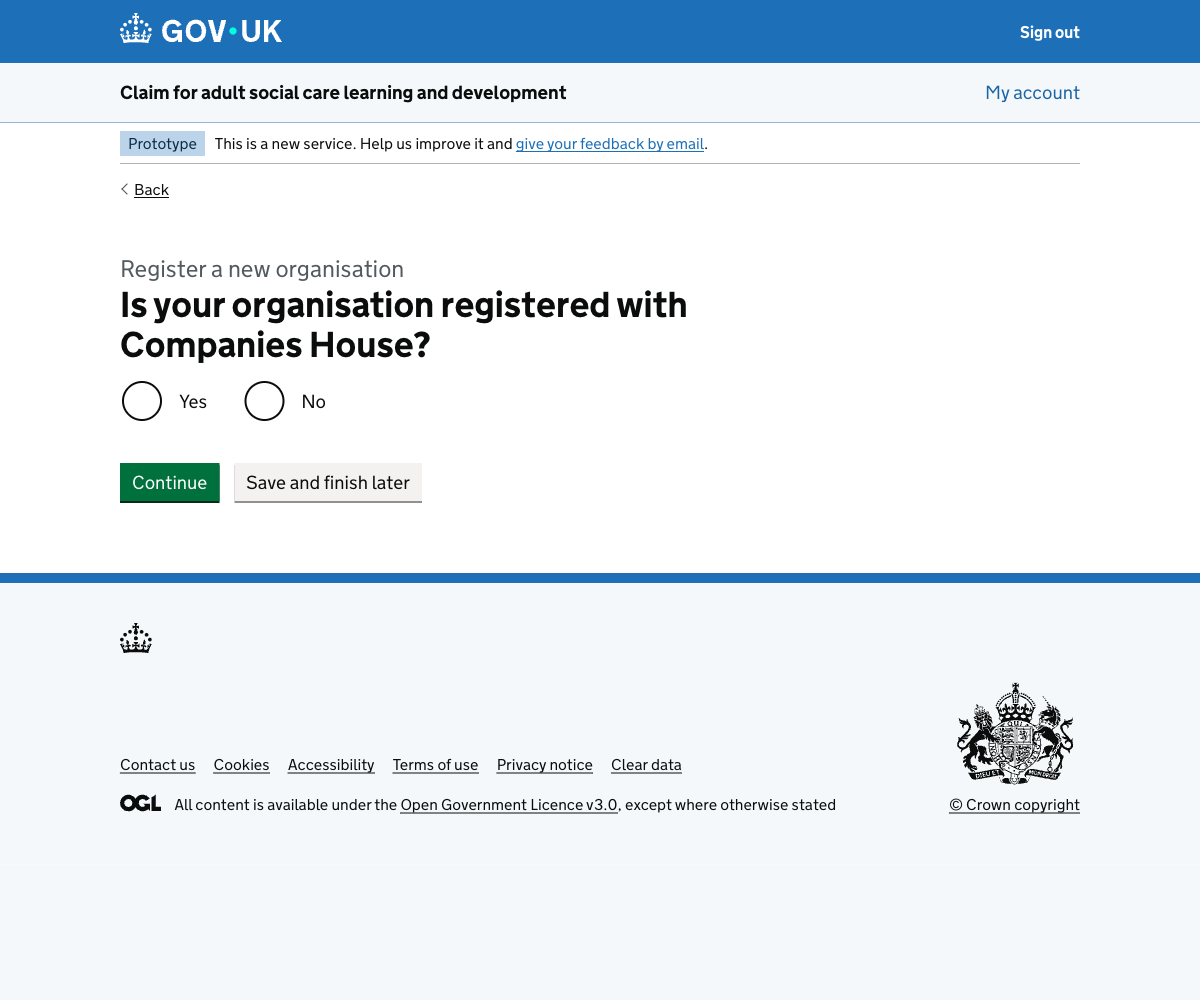 GOV•UK
Sign out
Claim for adult social care learning and development
My account
Prototype This is a new service. Help us improve it and give your feedback by email.
Back
Register a new organisation
Is your organisation registered with
Companies House?
Yes No
Continue Save and finish later
Contact us Cookies Accessibility Terms of use Privacy notice Clear data
OGL All content is available under the Open Government Licence v3.0, except where otherwise stated
© Crown copyright